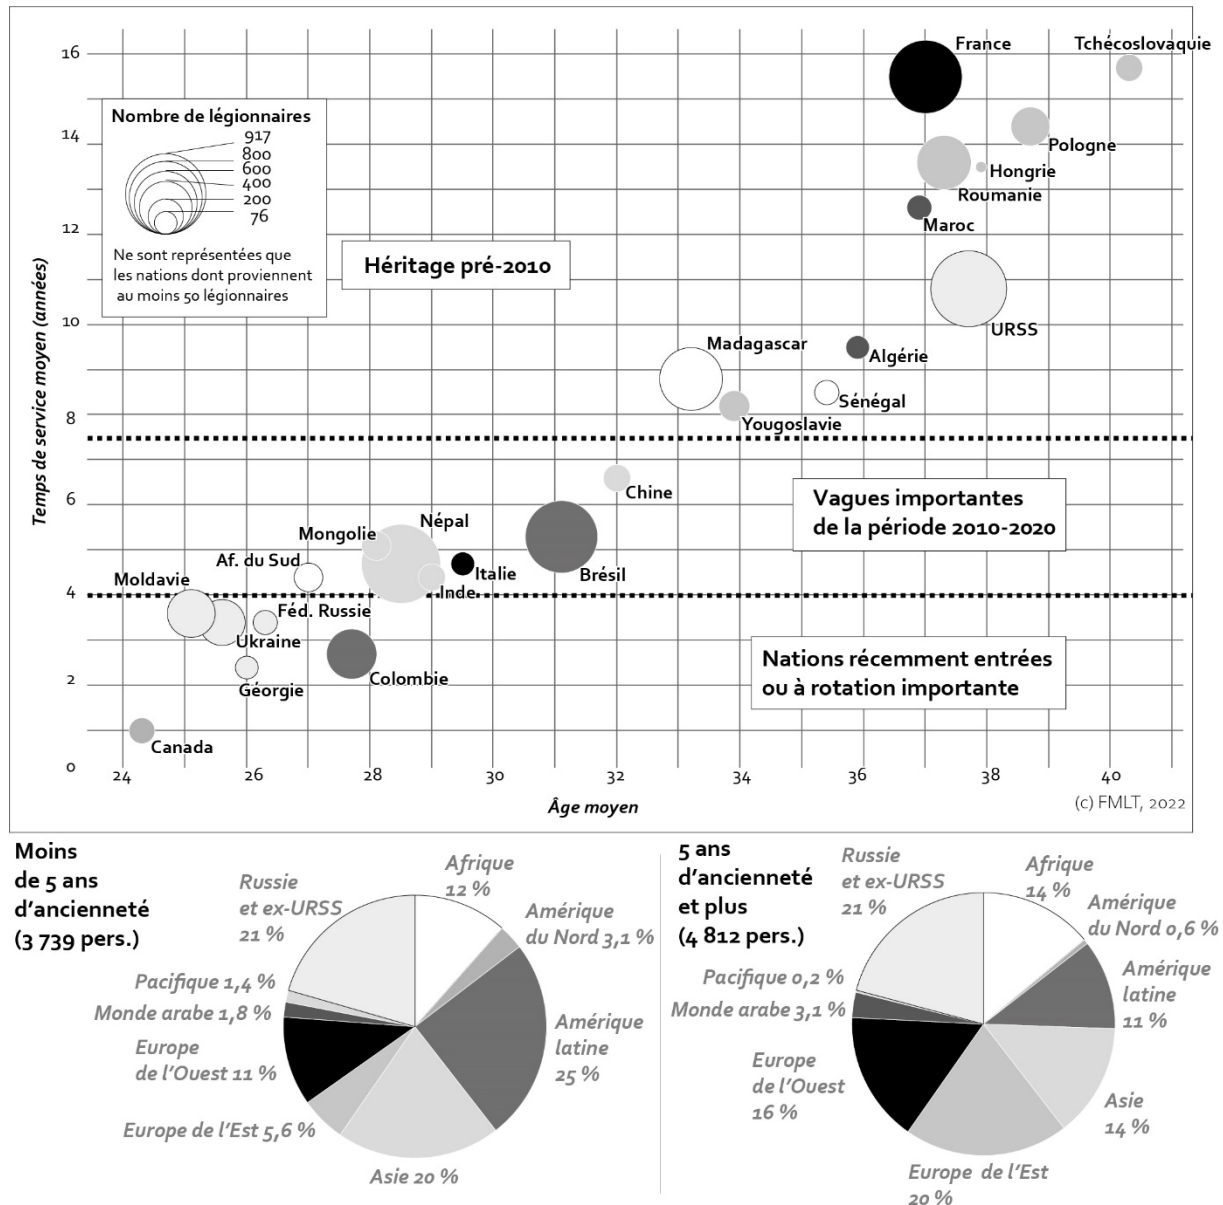 France
Tchécoslovaquie
16
Nombre de légionnaires
917
800
600
400
200
76
Ne sont représentées que
les nations dont proviennent
au moins 50 légionnaires
14
Pologne
Hongrie
Roumanie
Maroc
12
Héritage pré-2010
URSS
10
Madagascar
Algérie
Sénégal
Yougoslavie
8
Temps de service moyen (années)
Chine
Vagues importantes
de la période 2010-2020
6
Népal
Mongolie
Af. du Sud
Italie
Brésil
Inde
Moldavie
4
Féd. Russie
Ukraine
Géorgie
Colombie
Nations récemment entrées
ou à rotation importante
2
Canada
0
24
26
28
30
32
34
36
38
40
Âge moyen
(c) FMLT, 2022
Moins
de 5 ans
d'ancienneté
(3 739 pers.)
Russie
et ex-URSS
21 %
Afrique
12 %
Amérique
du Nord 3,1 %
Pacifique 1,4 %
Monde arabe 1,8 %
Europe
de l'Ouest 11 %
Amérique
latine
25 %
Europe de l'Est 5,6 %
Asie 20 %
5 ans
d'ancienneté
et plus
(4 812 pers.)
Russie
et ex-URSS
21 %
Afrique
14 %
Amérique
du Nord 0,6 %
Pacifique 0,2 %
Monde arabe 3,1 %
Amérique
latine
11 %
Europe
de l'Ouest
16 %
Asie
14 %
Europe de l'Est
20 %